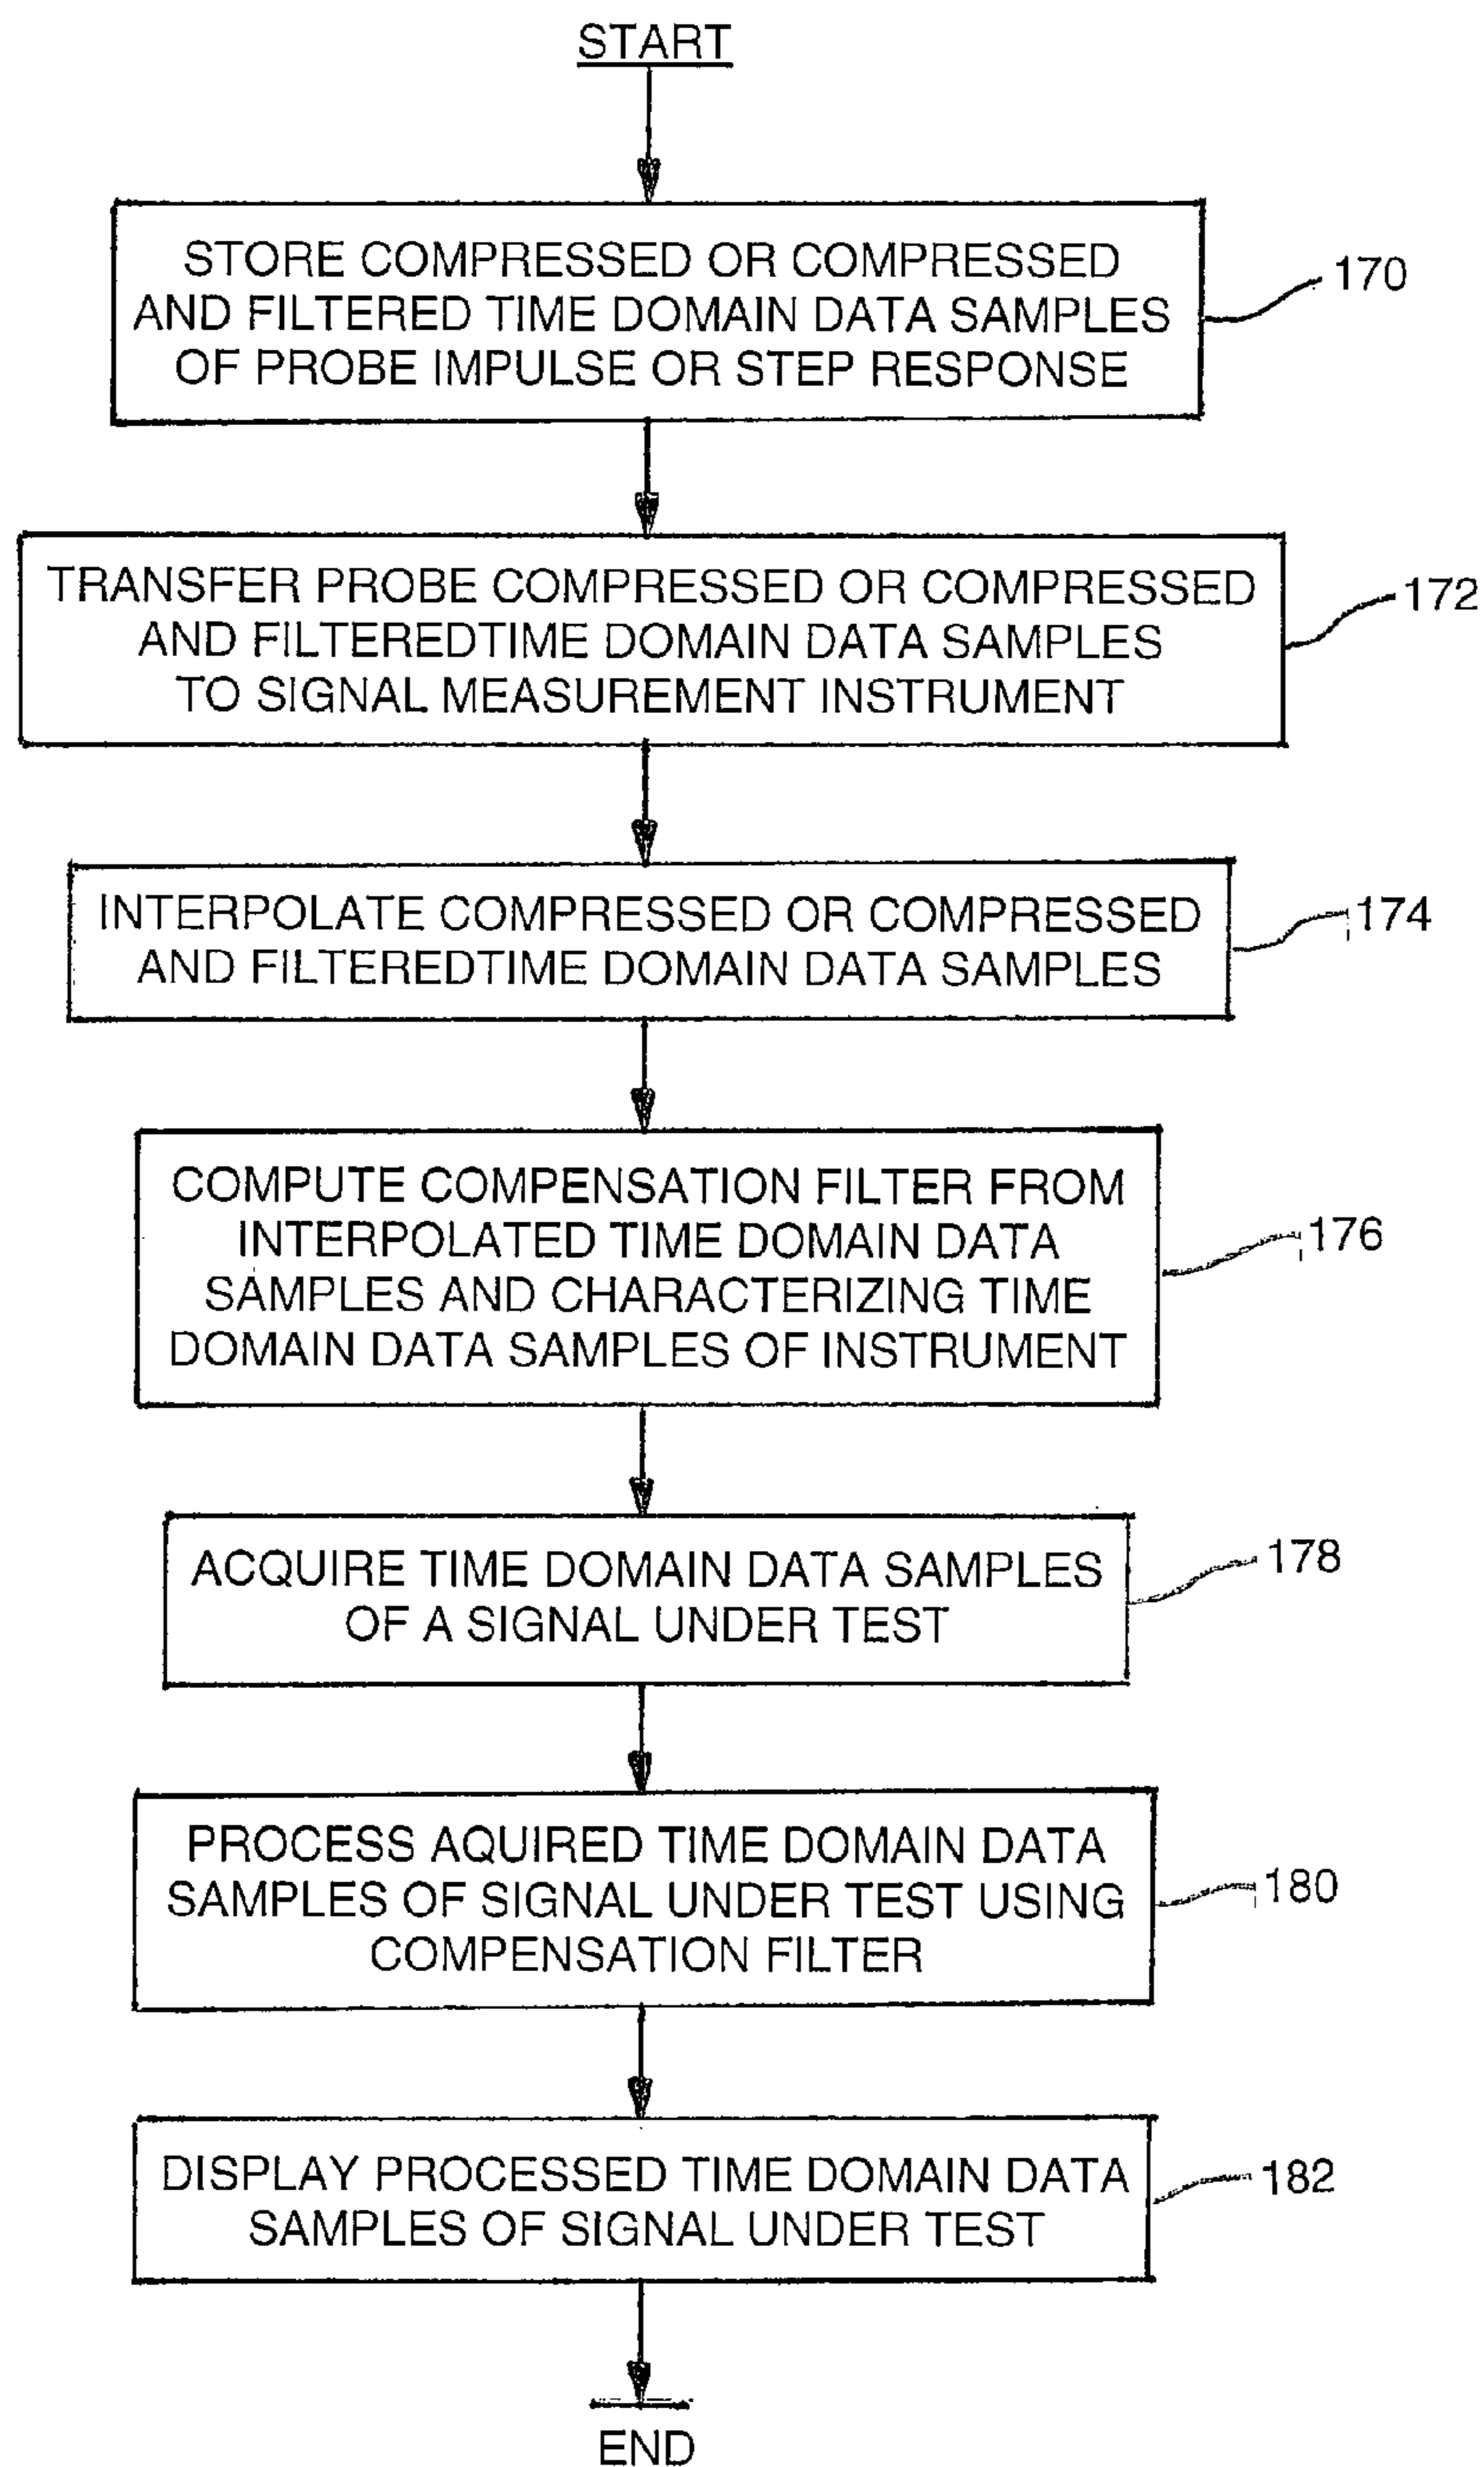 START
STORE COMPRESSED OR COMPRESSED
AND FILTERED TIME DOMAIN DATA SAMPLES
OF PROBE IMPULSE OR STEP RESPONSE
170
TRANSFER PROBE COMPRESSED OR COMPRESSED
AND FILTEREDTIME DOMAIN DATA SAMPLES
TO SIGNAL MEASUREMENT INSTRUMENT
172
INTERPOLATE COMPRESSED OR COMPRESSED
AND FILTEREDTIME DOMAIN DATA SAMPLES
174
COMPUTE COMPENSATION FILTER FROM
INTERPOLATED TIME DOMAIN DATA
SAMPLES AND CHARACTERIZING TIME
DOMAIN DATA SAMPLES OF INSTRUMENT
176
ACQUIRE TIME DOMAIN DATA SAMPLES
OF A SIGNAL UNDER TEST
178
PROCESS AQUIRED TIME DOMAIN DATA
SAMPLES OF SIGNAL UNDER TEST USING
COMPENSATION FILTER
180
DISPLAY PROCESSED TIME DOMAIN DATA
SAMPLES OF SIGNAL UNDER TEST
182
END